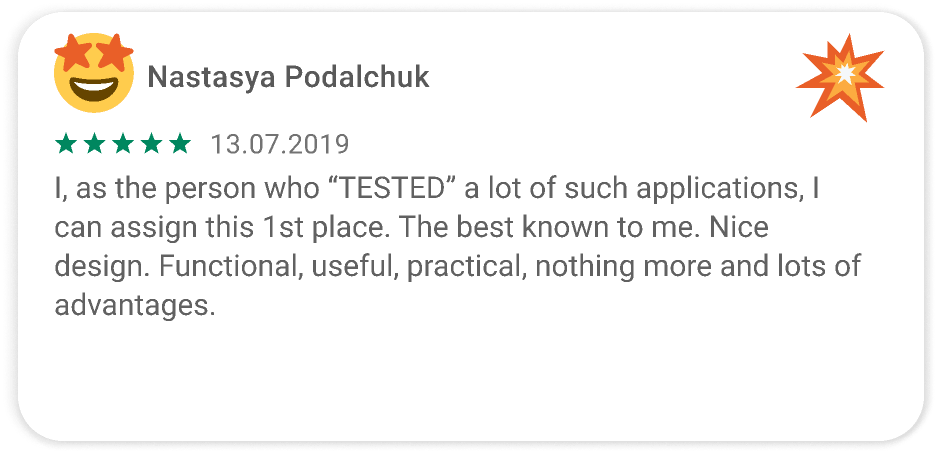 Nastasya Podalchuk
13.07.2019
I, as the person who “TESTED” a lot of such applications, I
can assign this 1st place. The best known to me. Nice
design. Functional, useful, practical, nothing more and lots of
advantages.